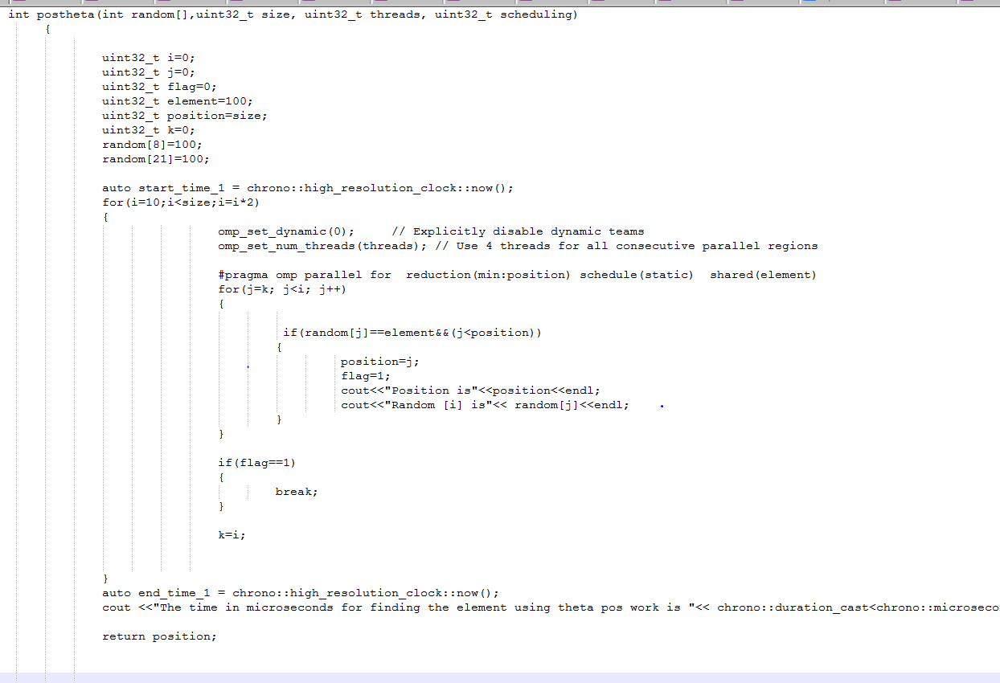 int postheta(int random[],uint32_t size, uint32_t threads, uint32_t scheduling)
{
uint32_t i=0;
uint32_t j=0;
uint32_t flag=0;
uint32_t element=100;
uint32_t position=size;
uint32_t k=0;
random[8]=100;
random[21]=100;
auto start_time_1 = chrono::high_resolution_clock::now();
for(i=10;i<size;i=i*2)
{
omp_set_dynamic(0);     // Explicitly disable dynamic teams
omp_set_num_threads(threads); // Use 4 threads for all consecutive parallel regions
#pragma omp parallel for  reduction(min:position) schedule(static)  shared(element)
for(j=k; j<i; j++)
{
if(random[j]==element&&(j<position))
{
position=j;
flag=1;
cout<<"Position is"<<position<<endl;
cout<<"Random [i] is"<< random[j]<<endl;
}
}
if(flag==1)
{
break;
}
k=i;
}
auto end_time_1 = chrono::high_resolution_clock::now();
cout <<"The time in microseconds for finding the element using theta pos work is "<< chrono::duration_cast<chrono::microseco
return position;